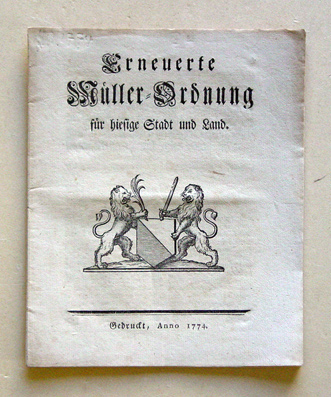 Erneuerte
Müller-Ordnung
für hiesige Stadt und Land.
Gedruckt, Anno 1774.